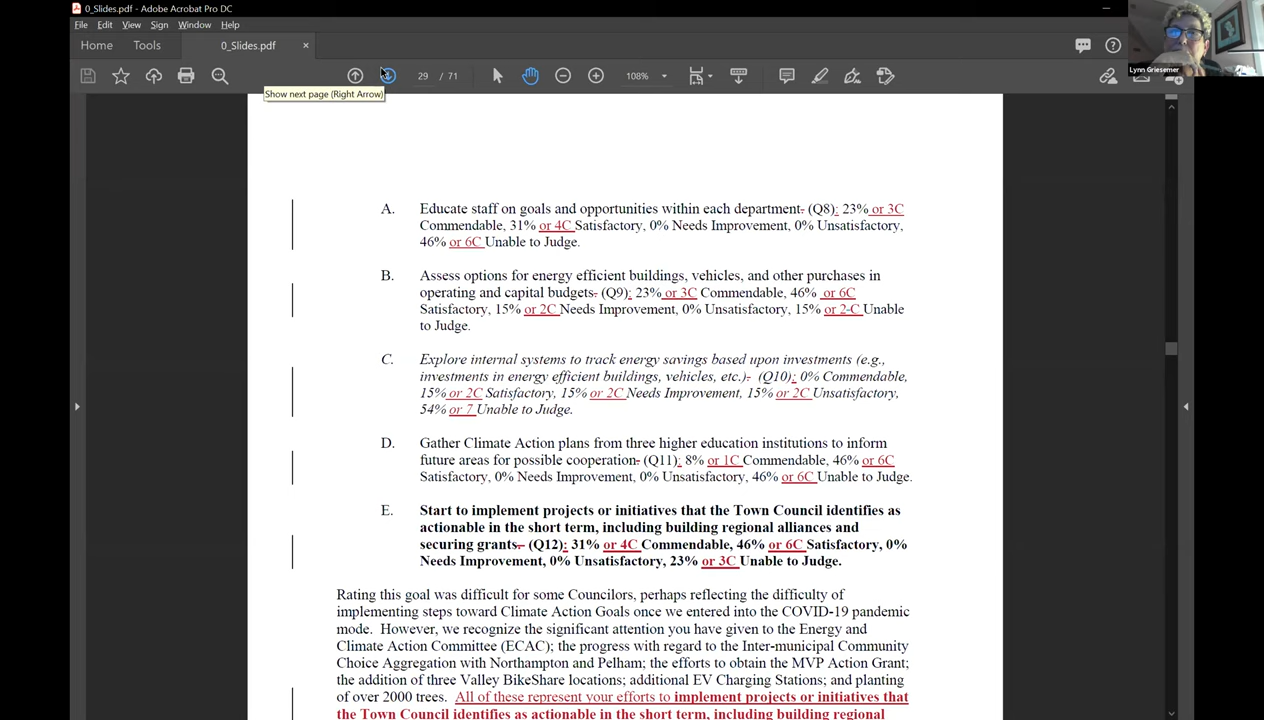 0_Slides.pdf - Adobe Acrobat Pro DC
File Edit View Sign Window Help
Home Tools 0_Slides.pdf ×
29 / 71 108%
Show next page (Right Arrow)
Lynn Griesemer
A. Educate staff on goals and opportunities within each department. (Q8): 23% or 3C
Commendable, 31% or 4C Satisfactory, 0% Needs Improvement, 0% Unsatisfactory,
46% or 6C Unable to Judge.
B. Assess options for energy efficient buildings, vehicles, and other purchases in
operating and capital budgets. (Q9): 23% or 3C Commendable, 46% or 6C
Satisfactory, 15% or 2C Needs Improvement, 0% Unsatisfactory, 15% or 2-C Unable
to Judge.
C. Explore internal systems to track energy savings based upon investments (e.g.,
investments in energy efficient buildings, vehicles, etc.). (Q10): 0% Commendable,
15% or 2C Satisfactory, 15% or 2C Needs Improvement, 15% or 2C Unsatisfactory,
54% or 7 Unable to Judge.
D. Gather Climate Action plans from three higher education institutions to inform
future areas for possible cooperation. (Q11): 8% or 1C Commendable, 46% or 6C
Satisfactory, 0% Needs Improvement, 0% Unsatisfactory, 46% or 6C Unable to Judge.
E. Start to implement projects or initiatives that the Town Council identifies as
actionable in the short term, including building regional alliances and
securing grants. (Q12): 31% or 4C Commendable, 46% or 6C Satisfactory, 0%
Needs Improvement, 0% Unsatisfactory, 23% or 3C Unable to Judge.
Rating this goal was difficult for some Councilors, perhaps reflecting the difficulty of
implementing steps toward Climate Action Goals once we entered into the COVID-19 pandemic
mode. However, we recognize the significant attention you have given to the Energy and
Climate Action Committee (ECAC); the progress with regard to the Inter-municipal Community
Choice Aggregation with Northampton and Pelham; the efforts to obtain the MVP Action Grant;
the addition of three Valley BikeShare locations; additional EV Charging Stations; and planting
of over 2000 trees. All of these represent your efforts to implement projects or initiatives that
the Town Council identifies as actionable in the short term, including building regional